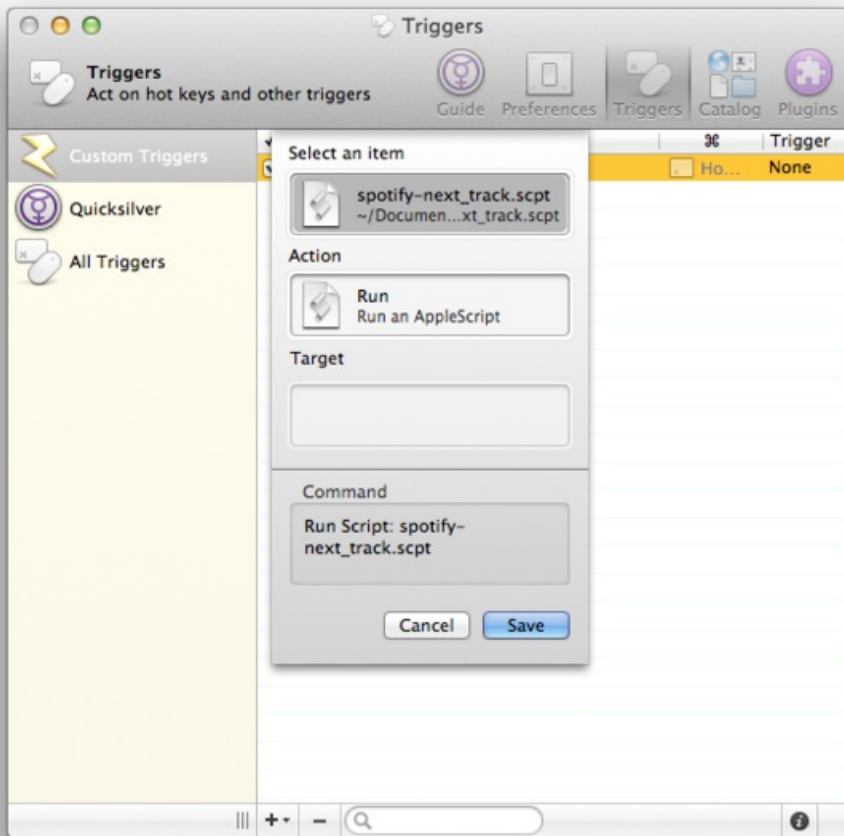 Triggers
Triggers
Act on hot keys and other triggers
Guide
Preferences
Triggers
Catalog
Plugins
Custom Triggers
Quicksilver
All Triggers
⌘
Trigger
Ho...
None
Select an item
spotify-next_track.scpt
~/Documen...xt_track.scpt
Action
Run
Run an AppleScript
Target
Command
Run Script: spotify-
next_track.scpt
Cancel
Save